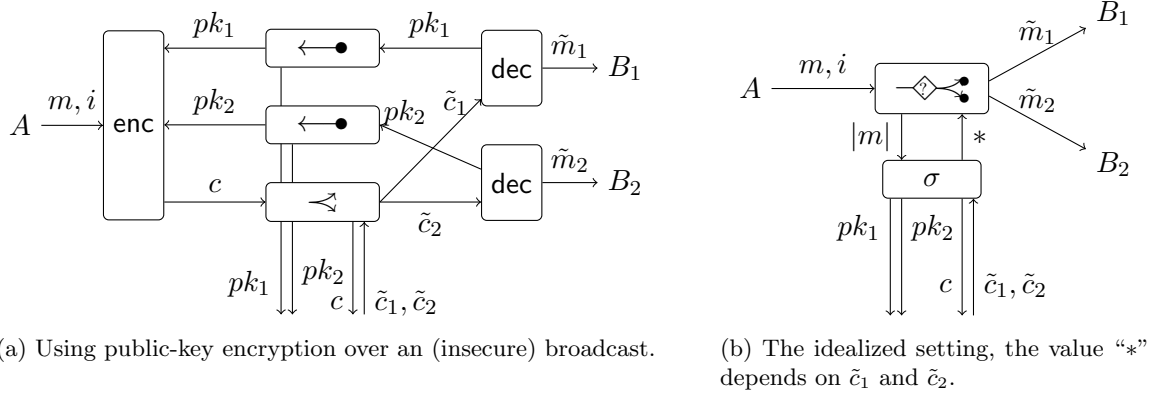 pk₁
pk₁
m̃₁
B₁
dec
c̃₁
m, i
A
enc
pk₂
pk₂
c
m̃₂
B₂
dec
c̃₂
pk₁
pk₂
c
c̃₁, c̃₂
(a) Using public-key encryption over an (insecure) broadcast.
B₁
m̃₁
m, i
A
?
m̃₂
|m|
*
B₂
σ
pk₁
pk₂
c
c̃₁, c̃₂
(b) The idealized setting, the value “*”
depends on c̃₁ and c̃₂.